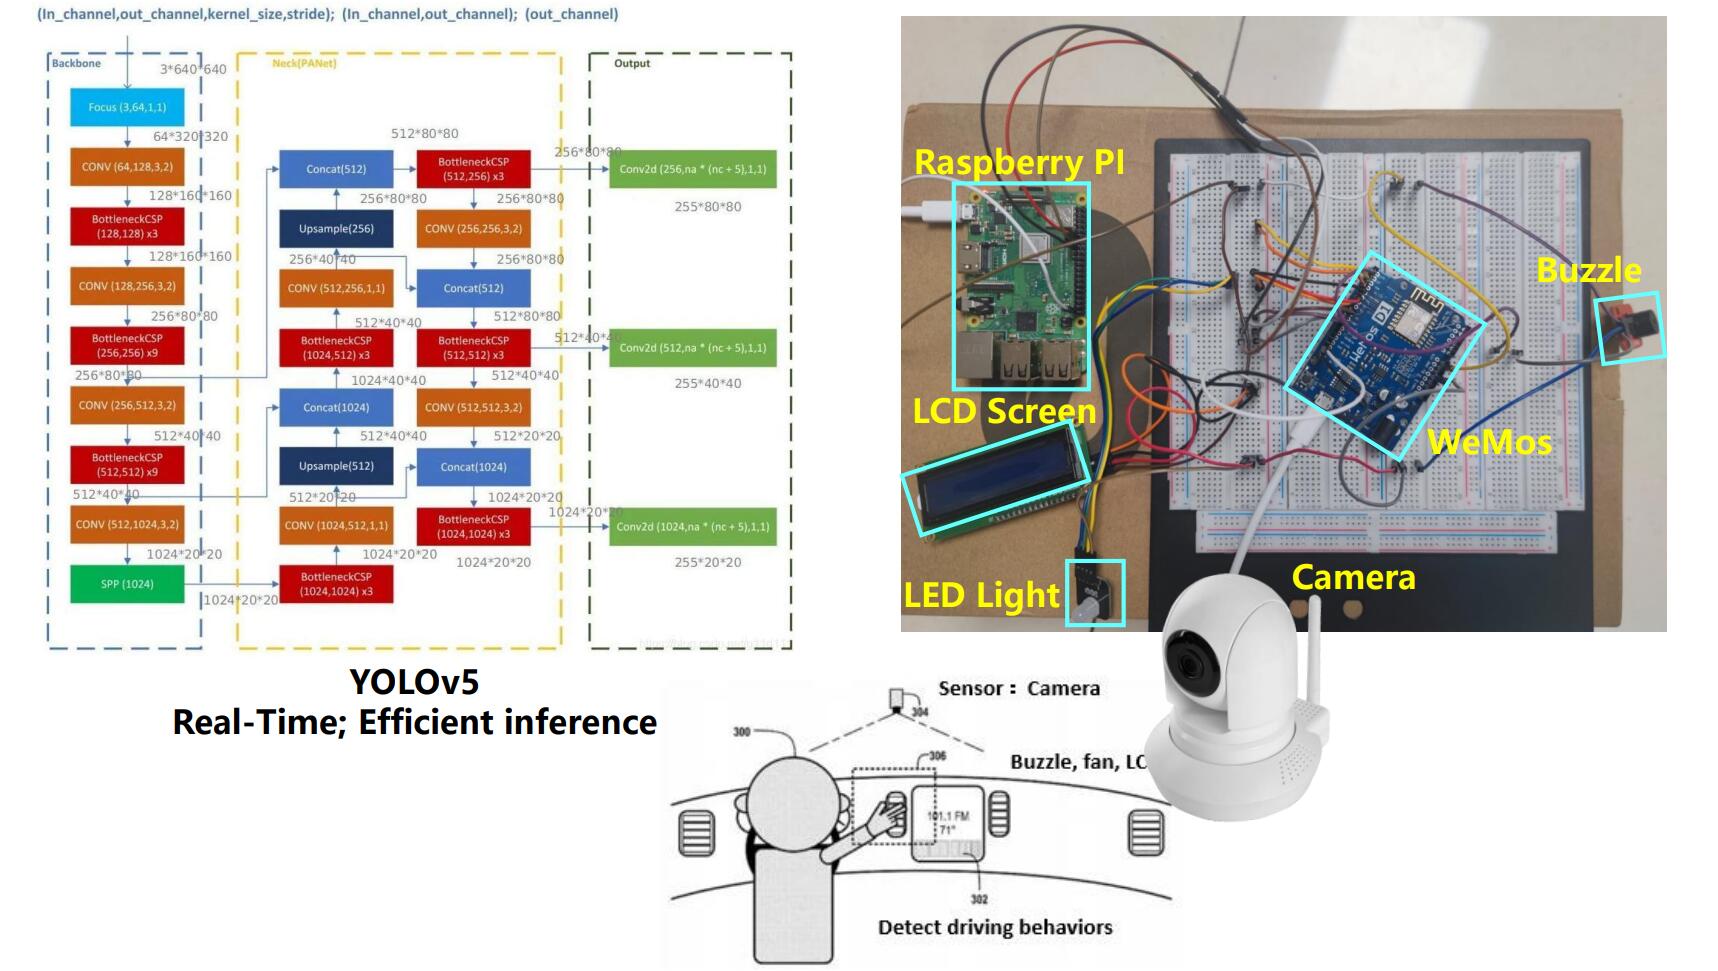 (In_channel,out_channel,kernel_size,stride); (In_channel,out_channel); (out_channel)
Backbone
3*640*640
Focus (3,64,1,1)
64*320*320
CONV (64,128,3,2)
128*160*160
BottleneckCSP
(128,128) x3
128*160*160
CONV (128,256,3,2)
256*80*80
BottleneckCSP
(256,256) x9
256*80*80
CONV (256,512,3,2)
512*40*40
BottleneckCSP
(512,512) x9
512*40*40
CONV (512,1024,3,2)
1024*20*20
SPP (1024)
1024*20*20
Neck(PANet)
512*80*80
Concat(512)
256*80*80
Upsample(256)
256*40*40
CONV (512,256,1,1)
512*40*40
BottleneckCSP
(1024,512) x3
1024*40*40
Concat(1024)
512*40*40
Upsample(512)
512*20*20
CONV (1024,512,1,1)
1024*20*20
BottleneckCSP
(1024,1024) x3
BottleneckCSP
(512,256) x3
256*80*80
256*80*80
CONV (256,256,3,2)
256*80*80
Concat(512)
512*80*80
BottleneckCSP
(512,512) x3
512*40*40
512*40*40
CONV (512,512,3,2)
512*20*20
Concat(1024)
1024*20*20
BottleneckCSP
(1024,1024) x3
1024*20*20
1024*20*20
Output
Conv2d (256,na * (nc + 5),1,1)
255*80*80
Conv2d (512,na * (nc + 5),1,1)
255*40*40
Conv2d (1024,na * (nc + 5),1,1)
255*20*20
YOLOv5
Real-Time; Efficient inference
Raspberry PI
Buzzle
LCD Screen
WeMos
Wemos D1
LED Light
Camera
Sensor： Camera
304
300
306
Buzzle, fan, LC
101.1 FM
71°
302
Detect driving behaviors